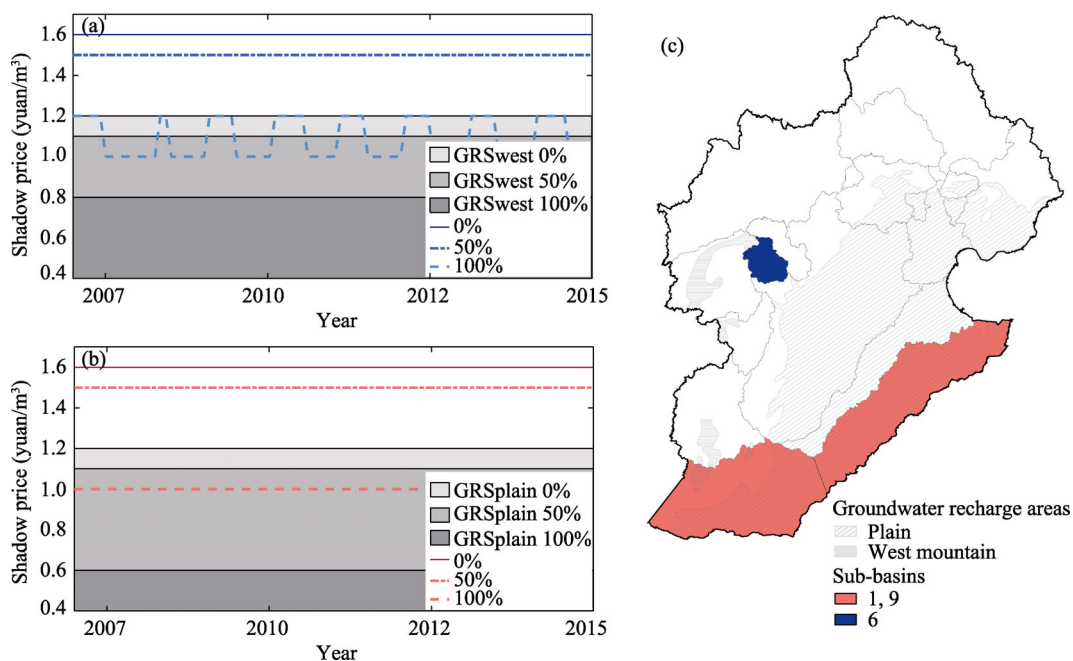 (a)
Shadow price (yuan/m³)
1.6
1.4
1.2
1.0
0.8
0.6
0.4
GRSwest 0%
GRSwest 50%
GRSwest 100%
0%
50%
100%
2007
2010
2012
2015
Year
(b)
Shadow price (yuan/m³)
1.6
1.4
1.2
1.0
0.8
0.6
0.4
GRSplain 0%
GRSplain 50%
GRSplain 100%
0%
50%
100%
2007
2010
2012
2015
Year
(c)
Groundwater recharge areas
Plain
West mountain
Sub-basins
1, 9
6